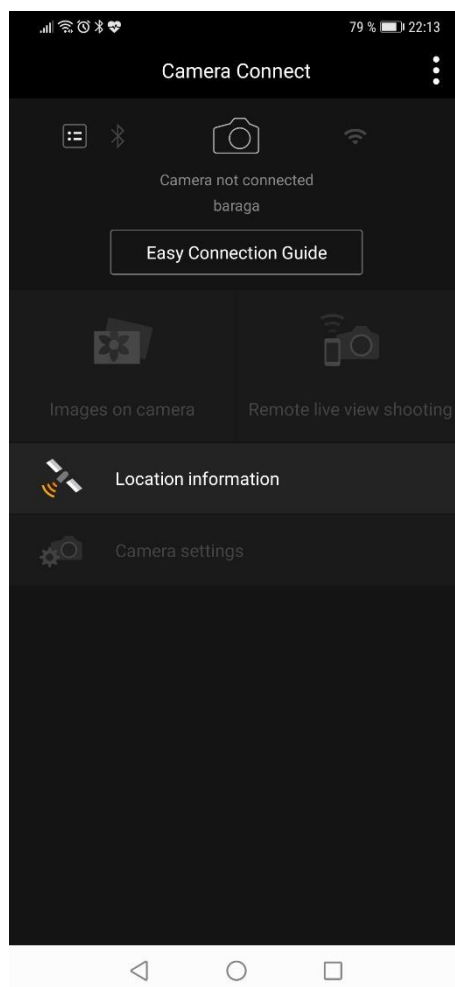 79 % 22:13
Camera Connect
Camera not connected
baraga
Easy Connection Guide
Images on camera
Remote live view shooting
Location information
Camera settings